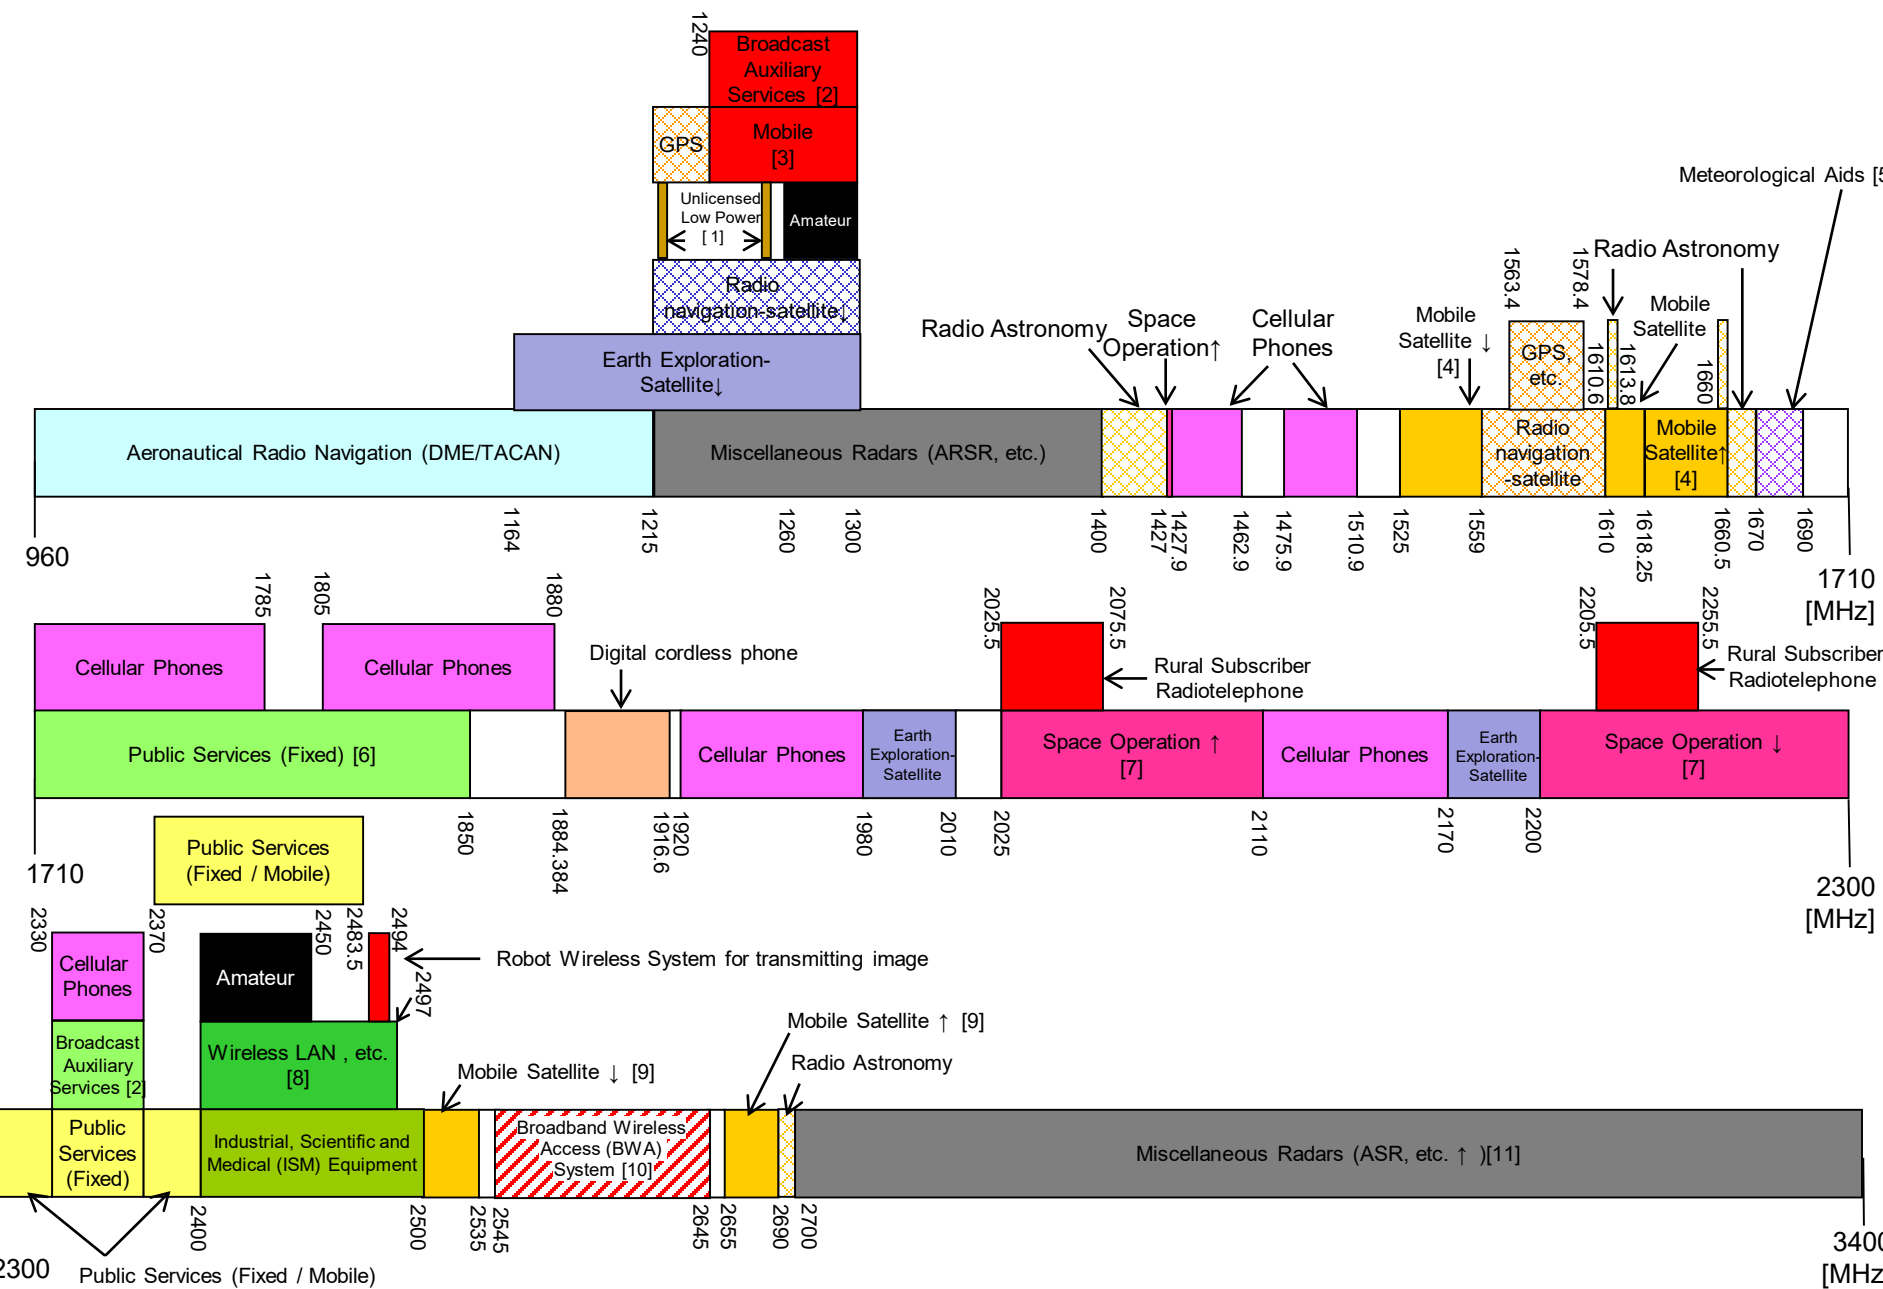 1240
Broadcast
Auxiliary
Services [2]
GPS
Mobile
[3]
Unlicensed
Low Power
[ 1]
Amateur
Radio
navigation-satellite↓
Earth Exploration-
Satellite↓
Meteorological Aids [5
Radio Astronomy
1563.4
1578.4
Radio Astronomy
Space
Operation↑
Cellular
Phones
Mobile
Satellite ↓
[4]
GPS,
etc.
1610.6
1613.8
Mobile
Satellite
1660
Aeronautical Radio Navigation (DME/TACAN)
Miscellaneous Radars (ARSR, etc.)
Radio
navigation
-satellite
Mobile
Satellite↑
[4]
960
1164
1215
1260
1300
1400
1427
1427.9
1462.9
1475.9
1510.9
1525
1559
1610
1618.25
1660.5
1670
1690
1710
[MHz]
1785
1805
1880
2025.5
2075.5
2205.5
2255.5
Cellular Phones
Cellular Phones
Digital cordless phone
Rural Subscriber
Radiotelephone
Rural Subscriber
Radiotelephone
Public Services (Fixed) [6]
Cellular Phones
Earth
Exploration-
Satellite
Space Operation ↑
[7]
Cellular Phones
Earth
Exploration-
Satellite
Space Operation ↓
[7]
1710
1850
1884.384
1916.6
1920
1980
2010
2025
2110
2170
2200
2300
[MHz]
Public Services
(Fixed / Mobile)
2330
2370
2450
2483.5
2494
2497
Cellular
Phones
Amateur
Robot Wireless System for transmitting image
Broadcast
Auxiliary
Services [2]
Wireless LAN , etc.
[8]
Mobile Satellite ↓ [9]
Mobile Satellite ↑ [9]
Radio Astronomy
Public
Services
(Fixed)
Industrial, Scientific and
Medical (ISM) Equipment
Broadband Wireless
Access (BWA)
System [10]
Miscellaneous Radars (ASR, etc. ↑ )[11]
2300
2400
2500
2535
2545
2645
2655
2690
2700
3400
[MHz
Public Services (Fixed / Mobile)